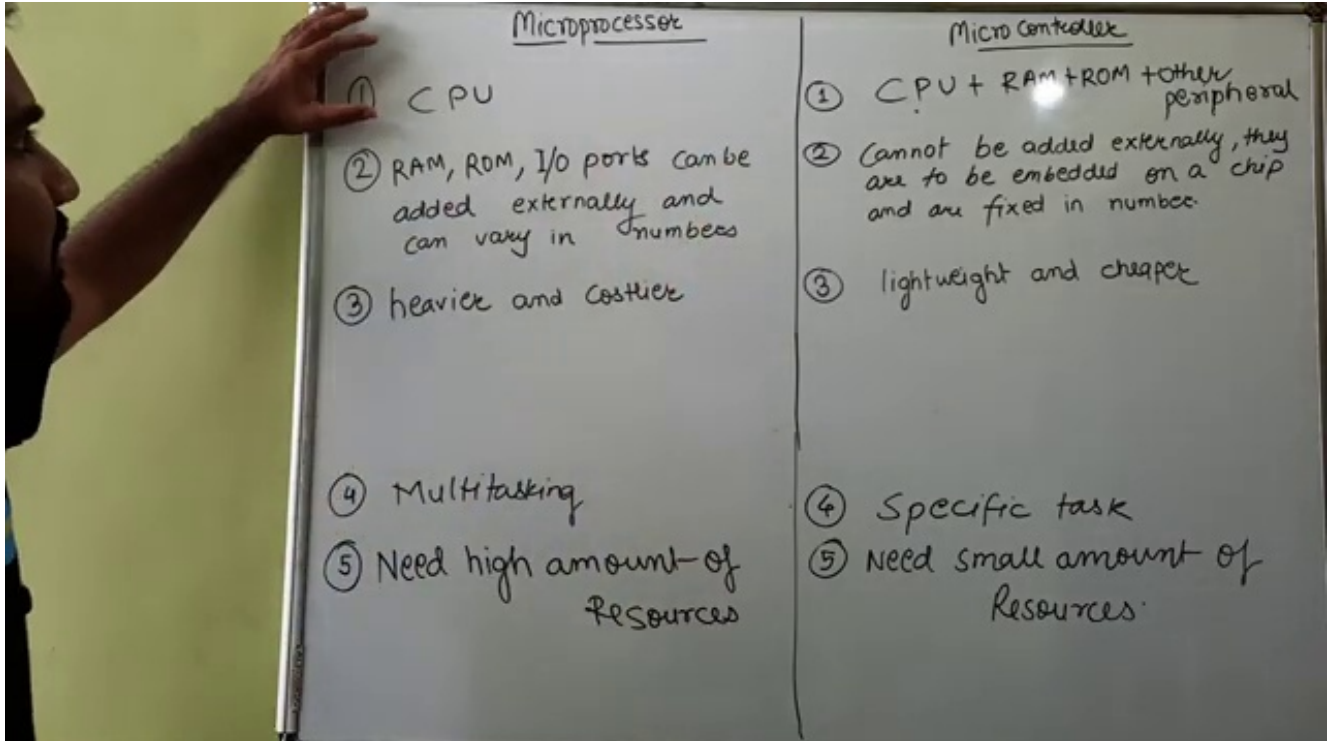 Microprocessor
① CPU
② RAM, ROM, I/O ports can be
added externally and
can vary in numbers
③ heavier and Costlier
④ Multitasking
⑤ Need high amount of
Resources
Micro Controller
① CPU + RAM + ROM + other
peripheral
② Cannot be added externally, they
are to be embedded on a chip
and are fixed in number.
③ lightweight and cheaper
④ Specific task
⑤ Need small amount of
Resources.